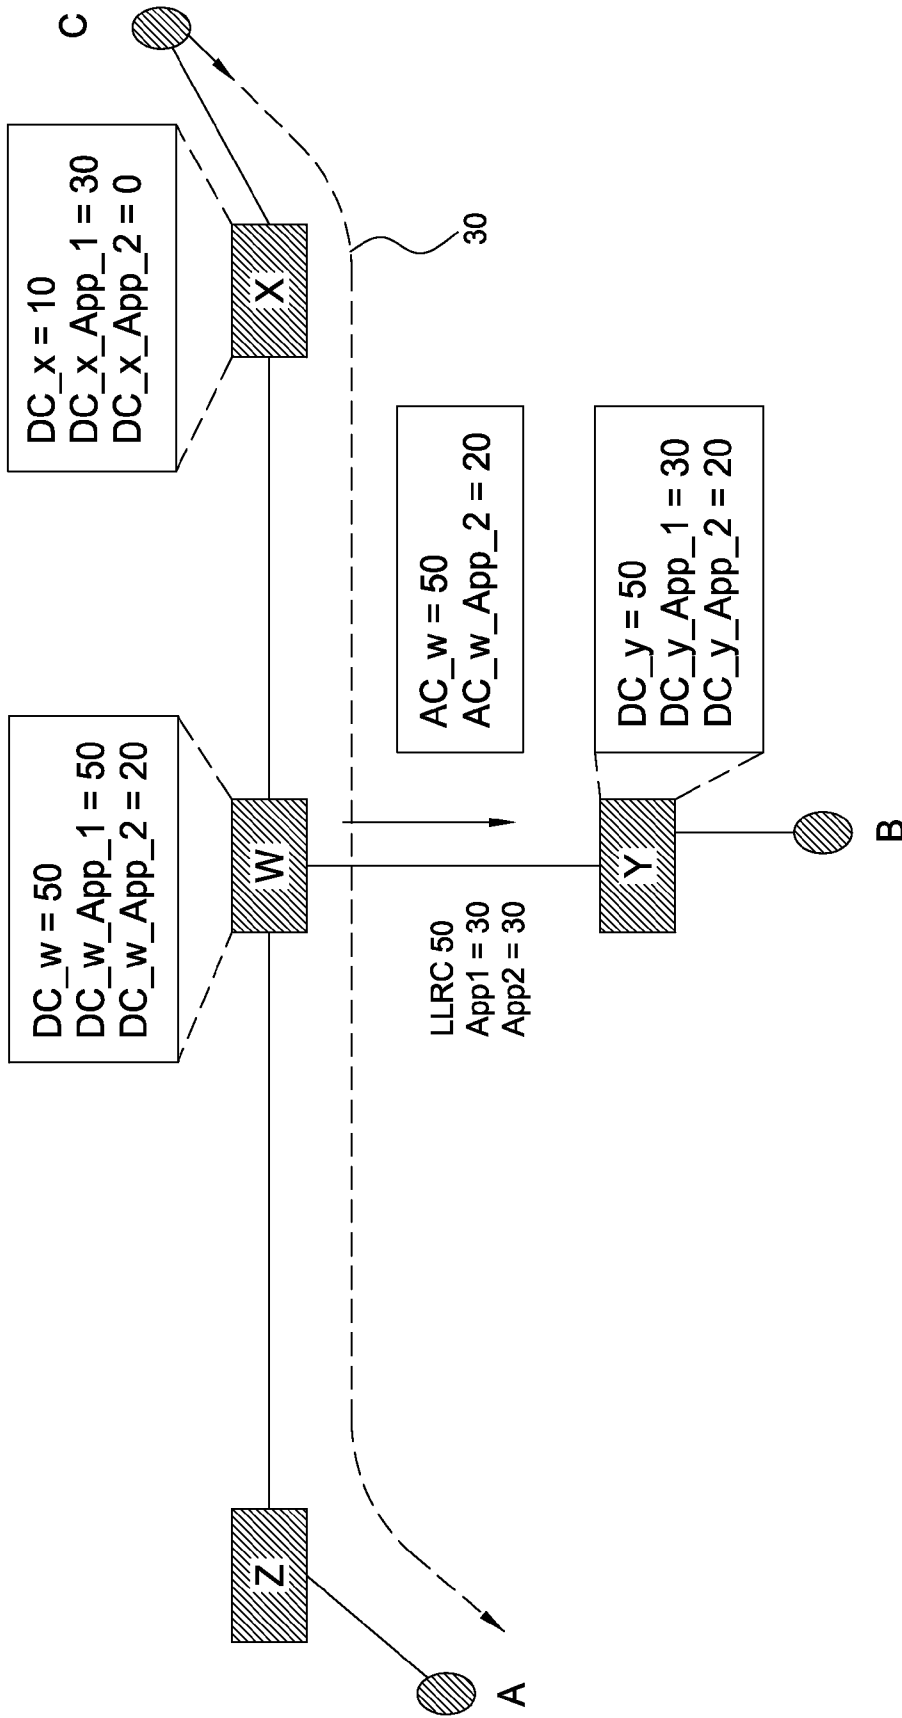 DC_w = 50
DC_w_App_1 = 50
DC_w_App_2 = 20
DC_x = 10
DC_x_App_1 = 30
DC_x_App_2 = 0
C
Z
W
X
30
A
LLRC 50
App1 = 30
App2 = 30
AC_w = 50
AC_w_App_2 = 20
Y
DC_y = 50
DC_y_App_1 = 30
DC_y_App_2 = 20
B